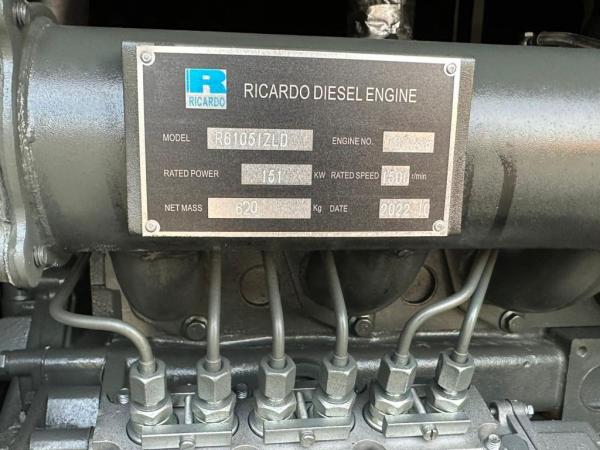 R
RICARDO
RICARDO DIESEL ENGINE
MODEL R6105IZLD
ENGINE NO.
RATED POWER 151 KW RATED SPEED 1500 r/min
NET MASS 620 Kg DATE 2022.10